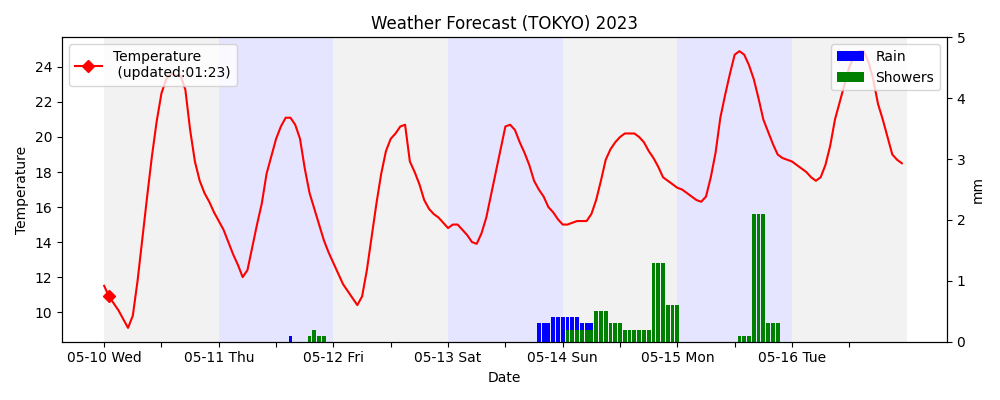 Weather Forecast (TOKYO) 2023
Temperature
(updated:01:23)
Rain
Showers
Temperature
24
22
20
18
16
14
12
10
5
4
3
2
1
0
mm
05-10 Wed 05-11 Thu 05-12 Fri 05-13 Sat 05-14 Sun 05-15 Mon 05-16 Tue
Date